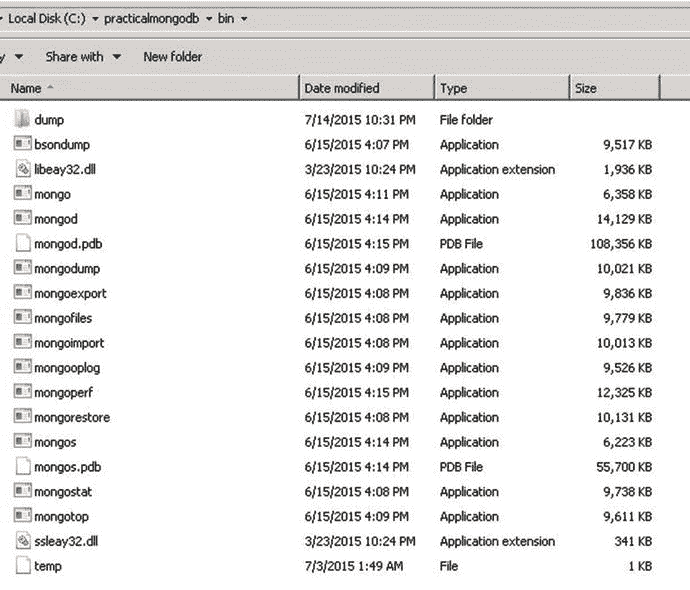 Local Disk (C:) practicalmongodb bin
y Share with New folder
Name Date modified Type Size
dump 7/14/2015 10:31 PM File folder
bsondump 6/15/2015 4:07 PM Application 9,517 KB
libeay32.dll 3/23/2015 10:24 PM Application extension 1,936 KB
mongo 6/15/2015 4:11 PM Application 6,358 KB
mongod 6/15/2015 4:14 PM Application 14,129 KB
mongod.pdb 6/15/2015 4:15 PM PDB File 108,356 KB
mongodump 6/15/2015 4:09 PM Application 10,021 KB
mongoexport 6/15/2015 4:08 PM Application 9,836 KB
mongofiles 6/15/2015 4:08 PM Application 9,779 KB
mongoimport 6/15/2015 4:08 PM Application 10,013 KB
mongooplog 6/15/2015 4:09 PM Application 9,526 KB
mongoperf 6/15/2015 4:15 PM Application 12,325 KB
mongorestore 6/15/2015 4:08 PM Application 10,131 KB
mongos 6/15/2015 4:14 PM Application 6,223 KB
mongos.pdb 6/15/2015 4:14 PM PDB File 55,700 KB
mongostat 6/15/2015 4:08 PM Application 9,738 KB
mongotop 6/15/2015 4:09 PM Application 9,611 KB
ssleay32.dll 3/23/2015 10:24 PM Application extension 341 KB
temp 7/3/2015 1:49 AM File 1 KB